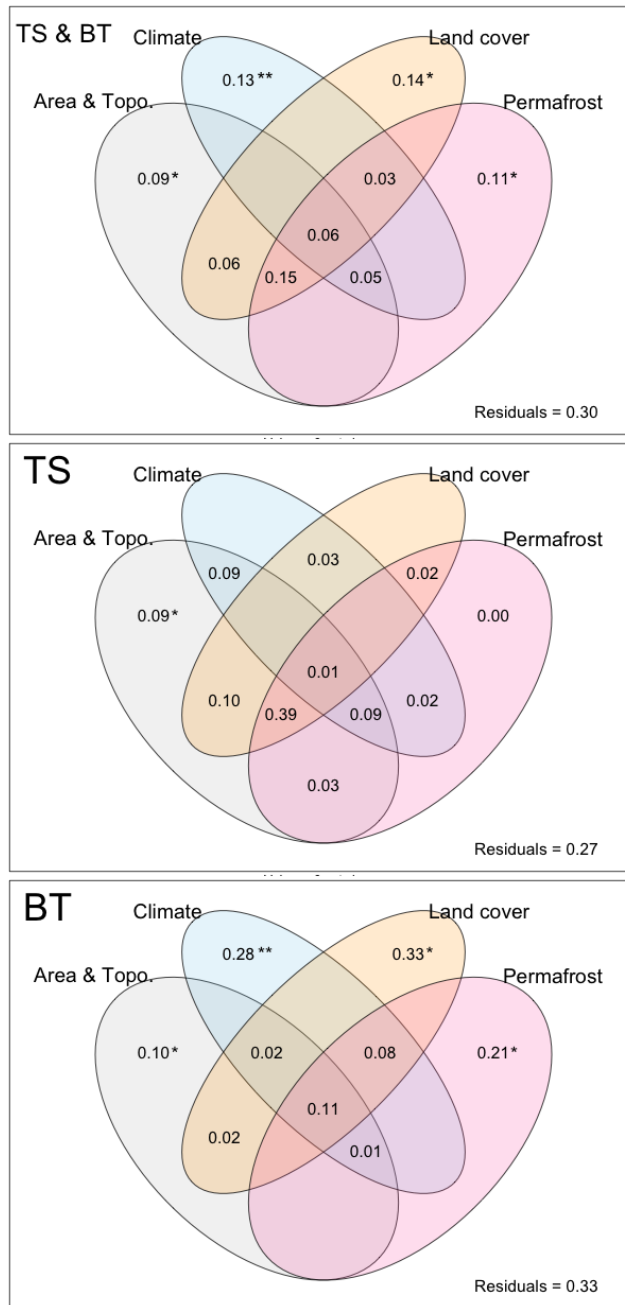 TS & BT
Climate
Land cover
Area & Topo.
Permafrost
0.13 **
0.14 *
0.09 *
0.03
0.11 *
0.06
0.06
0.15
0.05
Residuals = 0.30
TS
Climate
Land cover
Area & Topo.
Permafrost
0.03
0.09
0.02
0.09 *
0.00
0.01
0.10
0.39
0.09
0.02
0.03
Residuals = 0.27
BT
Climate
Land cover
Area & Topo.
Permafrost
0.28 **
0.33 *
0.10 *
0.02
0.08
0.21 *
0.11
0.02
0.01
Residuals = 0.33